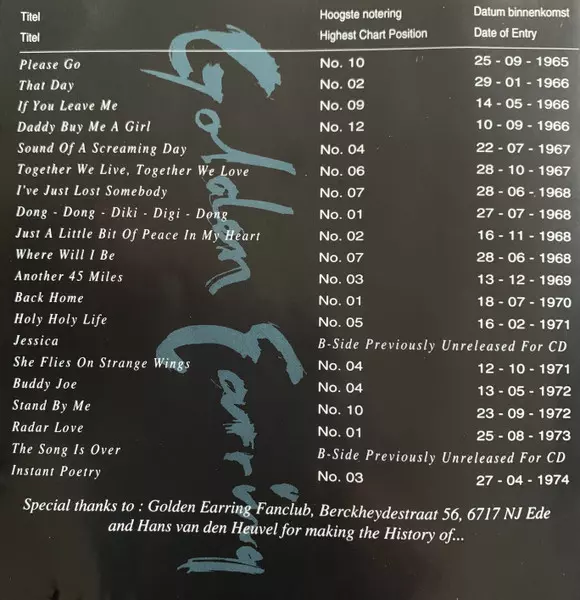 Titel Hoogste notering Datum binnenkomst
Titel Highest Chart Position Date of Entry
Please Go No. 10 25 - 09 - 1965
That Day No. 02 29 - 01 - 1966
If You Leave Me No. 09 14 - 05 - 1966
Daddy Buy Me A Girl No. 12 10 - 09 - 1966
Sound Of A Screaming Day No. 04 22 - 07 - 1967
Together We Live, Together We Love No. 06 28 - 10 - 1967
I've Just Lost Somebody No. 07 28 - 06 - 1968
Dong - Dong - Diki - Digi - Dong No. 01 27 - 07 - 1968
Just A Little Bit Of Peace In My Heart No. 02 16 - 11 - 1968
Where Will I Be No. 07 28 - 06 - 1968
Another 45 Miles No. 03 13 - 12 - 1969
Back Home No. 01 18 - 07 - 1970
Holy Holy Life No. 05 16 - 02 - 1971
Jessica B-Side Previously Unreleased For CD
She Flies On Strange Wings No. 04 12 - 10 - 1971
Buddy Joe No. 04 13 - 05 - 1972
Stand By Me No. 10 23 - 09 - 1972
Radar Love No. 01 25 - 08 - 1973
The Song Is Over B-Side Previously Unreleased For CD
Instant Poetry No. 03 27 - 04 - 1974
Special thanks to : Golden Earring Fanclub, Berckheydestraat 56, 6717 NJ Ede
and Hans van den Heuvel for making the History of...
Golden Earring